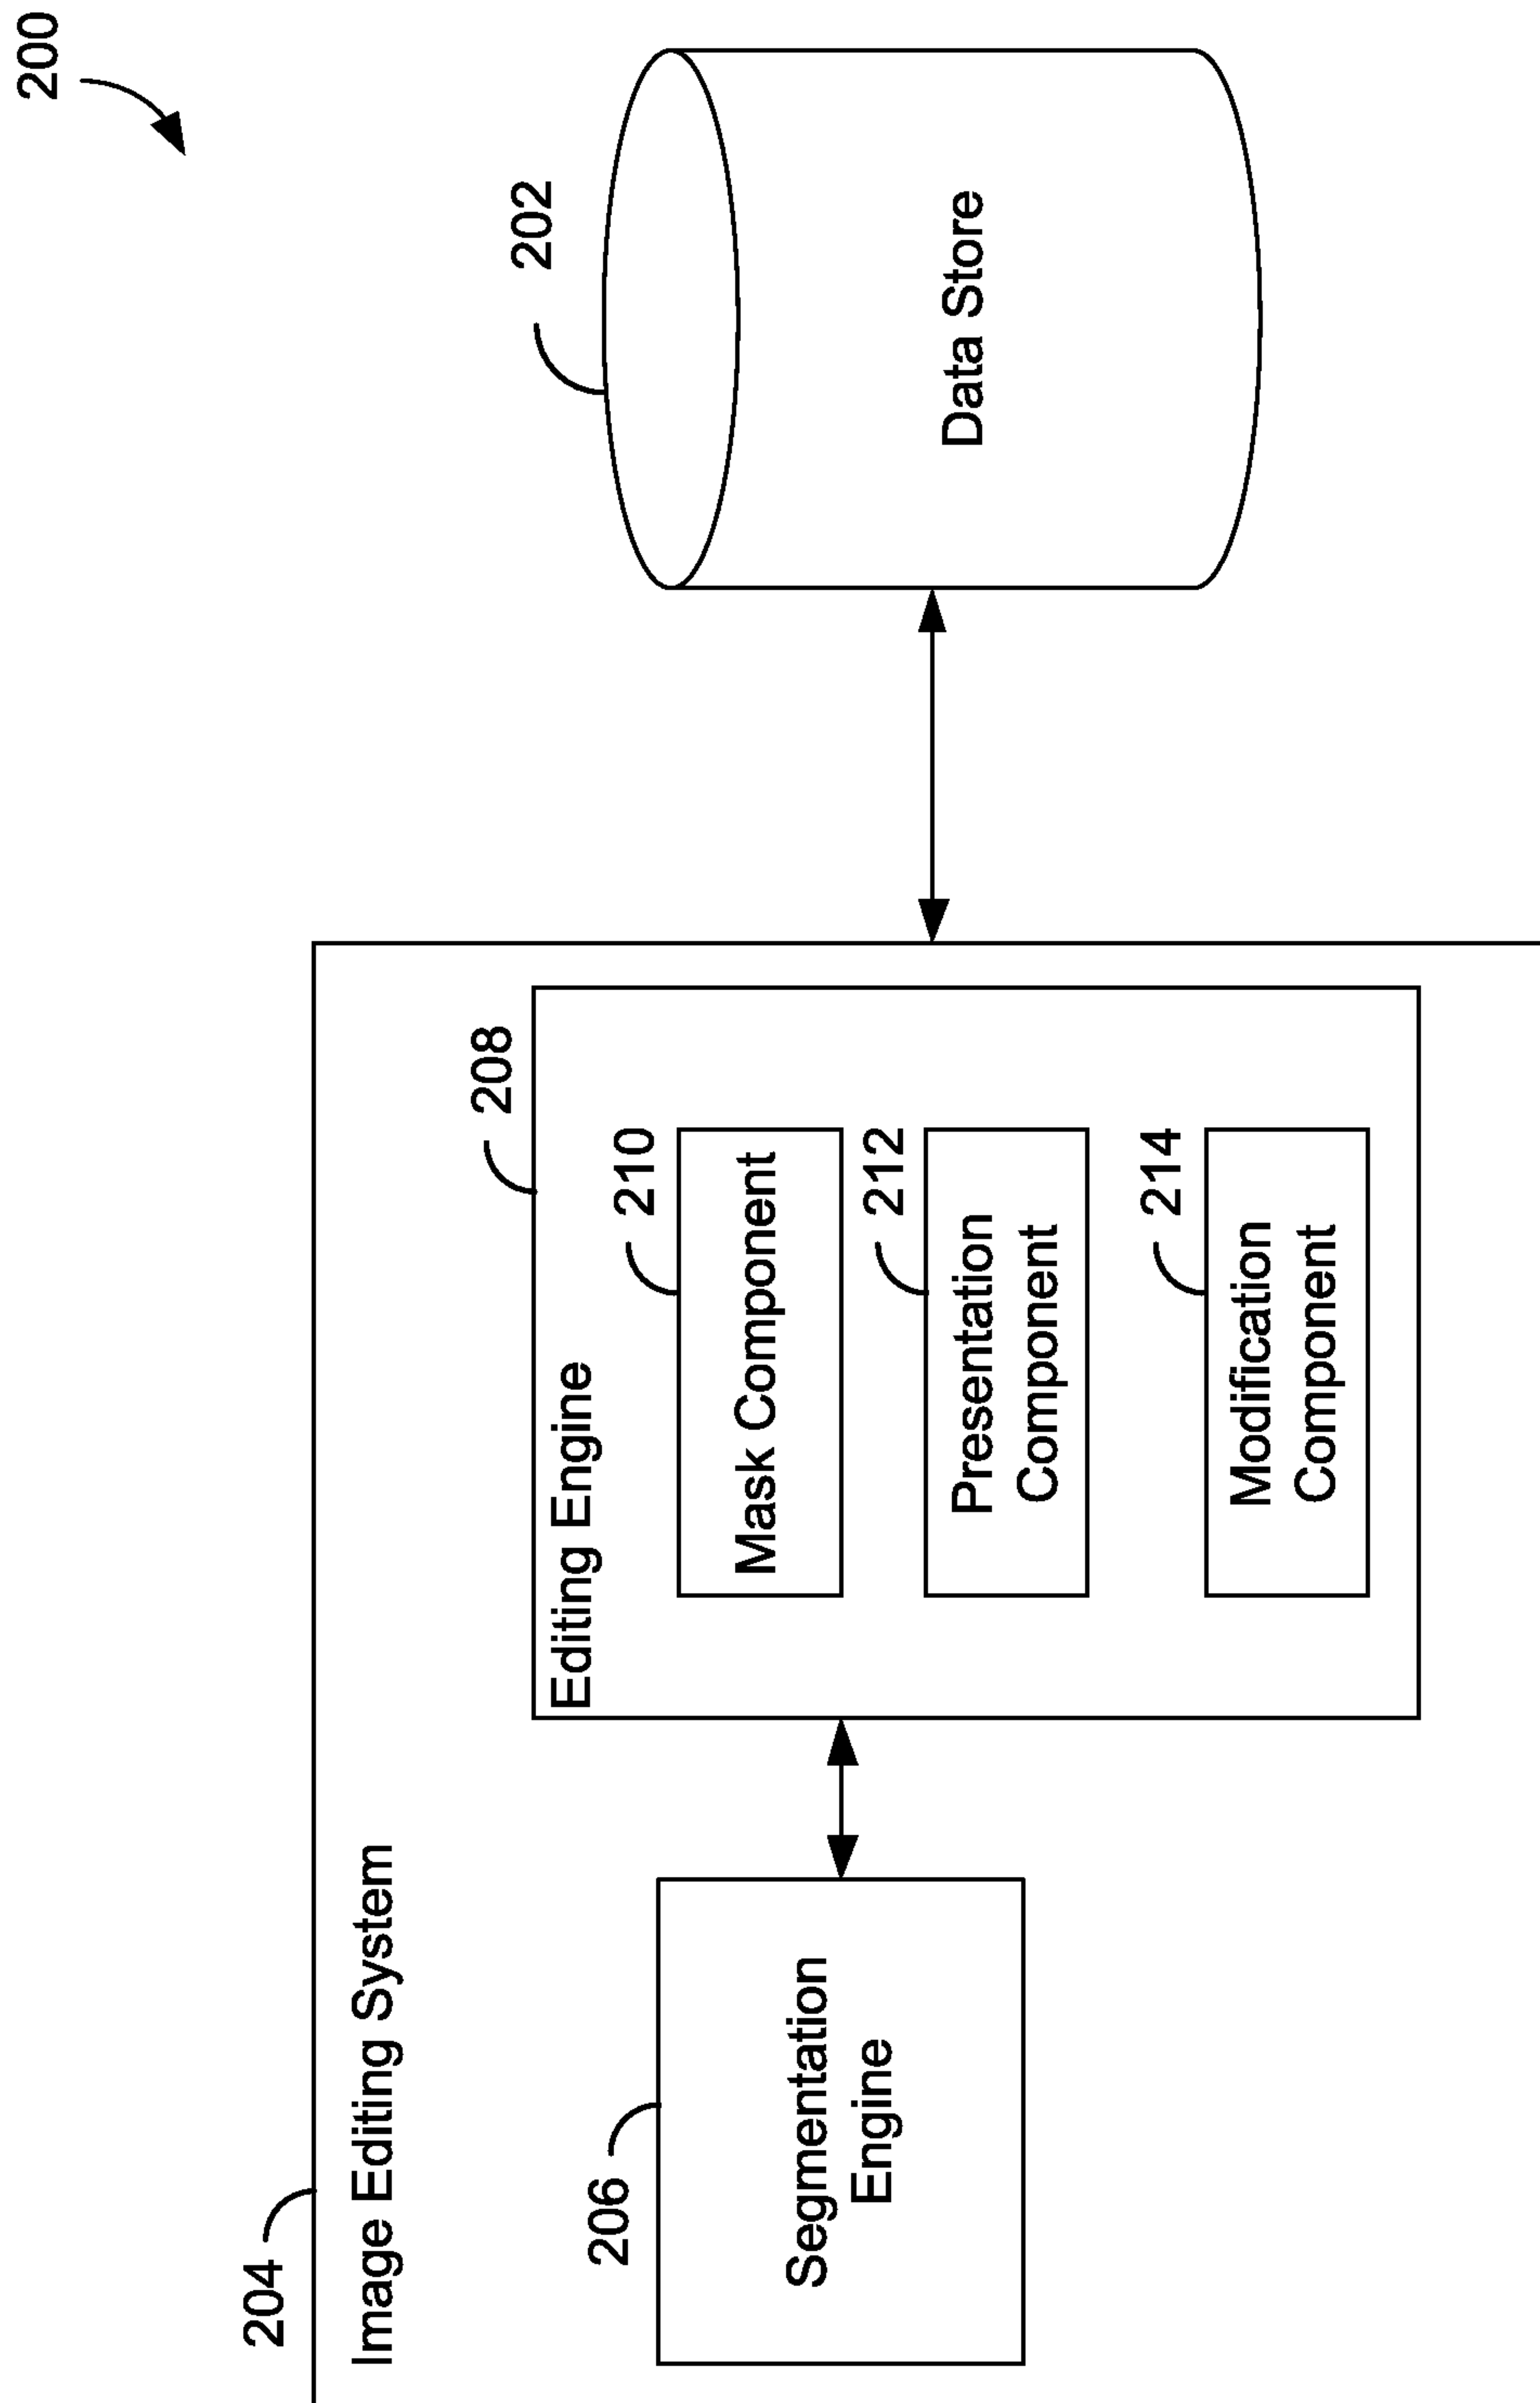 200
204
Image Editing System
206
Segmentation
Engine
208
Editing Engine
210
Mask Component
212
Presentation
Component
214
Modification
Component
202
Data Store